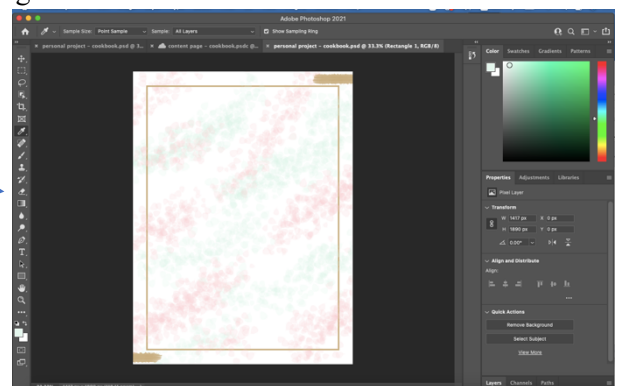 g
Adobe Photoshop 2021
Sample Size: Point Sample Sample: All Layers Show Sampling Ring
× personal project - cookbook.psd @ 3... × content page - cookbook.psdc @... × personal project - cookbook.psd @ 33.3% (Rectangle 1, RGB/8)
Color Swatches Gradients Patterns
Properties Adjustments Libraries
Pixel Layer
Transform
W 1417 px X 0 px
H 1890 px Y 0 px
0.00°
Align and Distribute
Align:
Quick Actions
Remove Background
Select Subject
View More
Layers Channels Paths